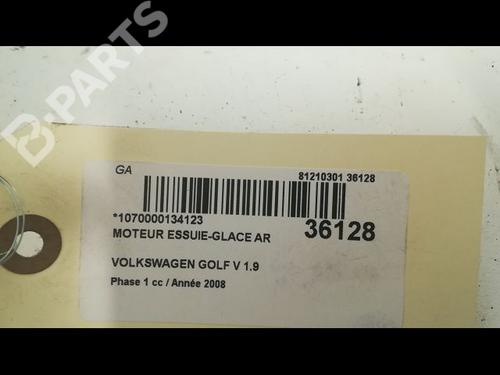 B-PARTS
GA
81210301 36128
*1070000134123
MOTEUR ESSUIE-GLACE AR
36128
VOLKSWAGEN GOLF V 1.9
Phase 1 cc / Année 2008